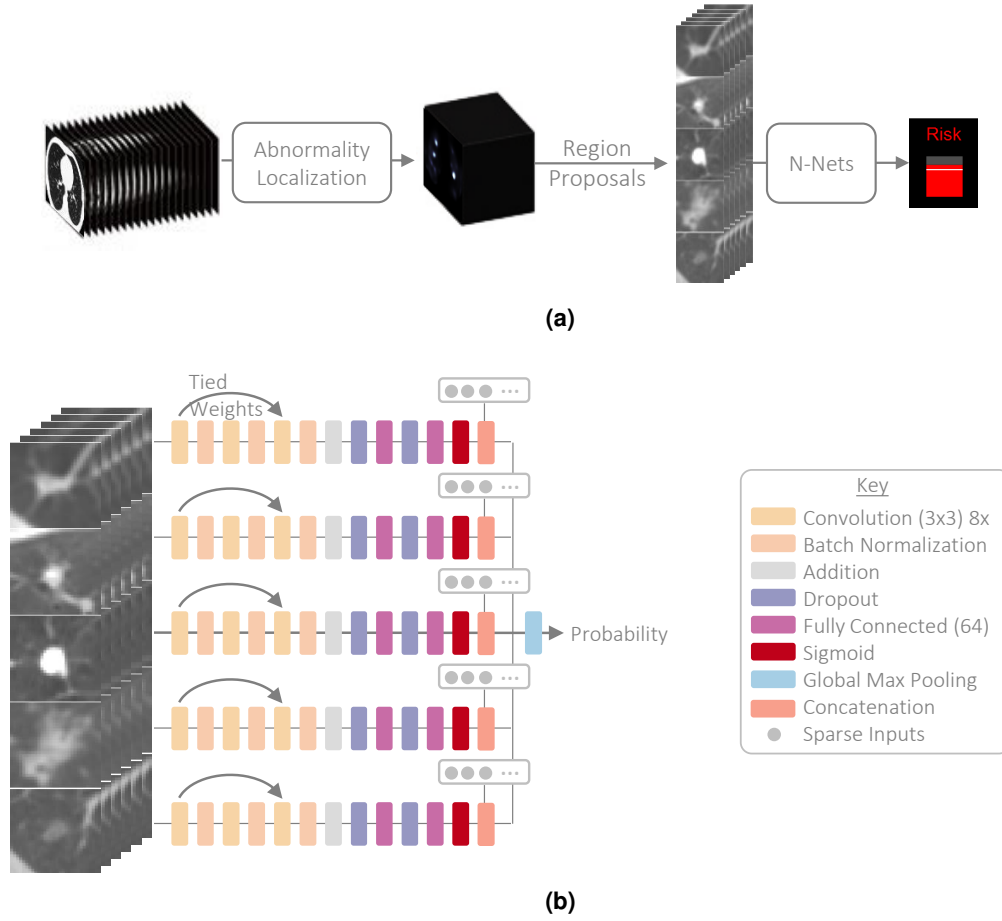 Abnormality
Localization
Region
Proposals
N-Nets
Risk
(a)
Tied
Weights
...
...
...
...
...
Probability
Key
Convolution (3x3) 8x
Batch Normalization
Addition
Dropout
Fully Connected (64)
Sigmoid
Global Max Pooling
Concatenation
Sparse Inputs
(b)